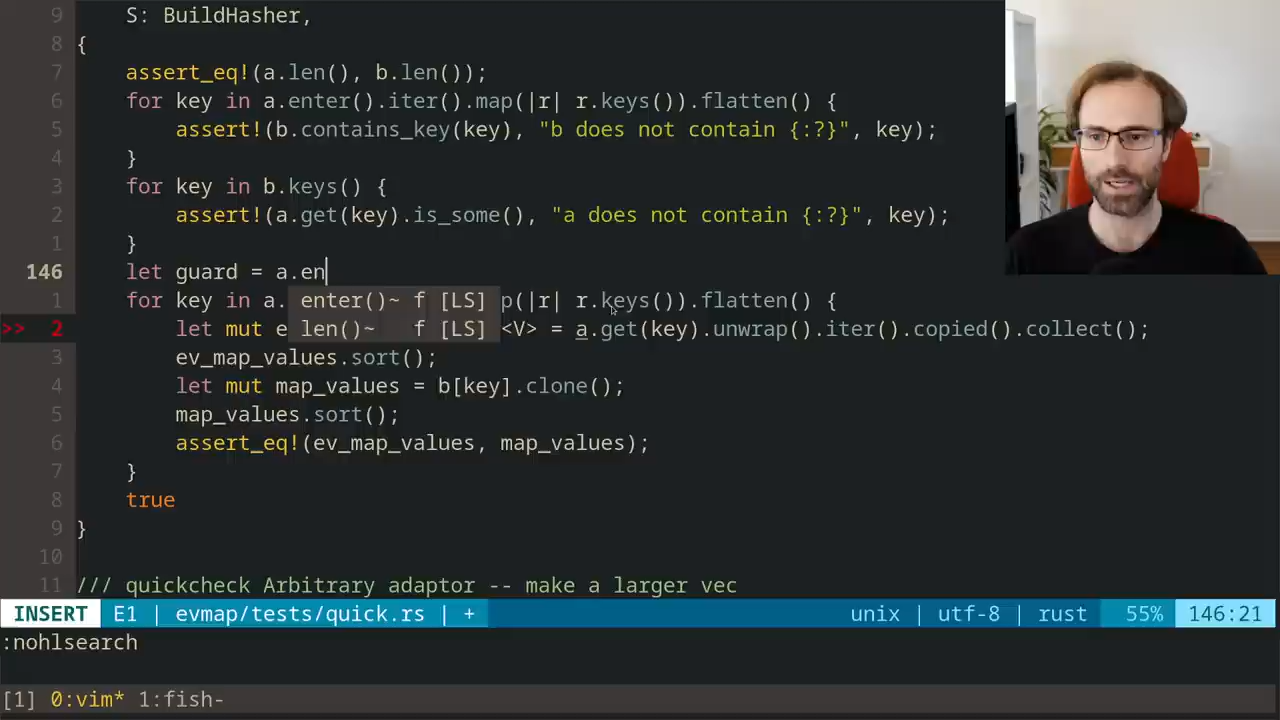 9 S: BuildHasher,
8 {
7 assert_eq!(a.len(), b.len());
6 for key in a.enter().iter().map(|r| r.keys()).flatten() {
5 assert!(b.contains_key(key), "b does not contain {:?}", key);
4 }
3 for key in b.keys() {
2 assert!(a.get(key).is_some(), "a does not contain {:?}", key);
1 }
146 let guard = a.en
1 for key in a. enter()~ f [LS] p(|r| r.keys()).flatten() {
>> 2 let mut e len()~ f [LS] <V> = a.get(key).unwrap().iter().copied().collect();
3 ev_map_values.sort();
4 let mut map_values = b[key].clone();
5 map_values.sort();
6 assert_eq!(ev_map_values, map_values);
7 }
8 true
9 }
10
11 /// quickcheck Arbitrary adaptor -- make a larger vec
INSERT E1 | evmap/tests/quick.rs | + unix | utf-8 | rust 55% 146:21
:nohlsearch
[1] 0:vim* 1:fish-